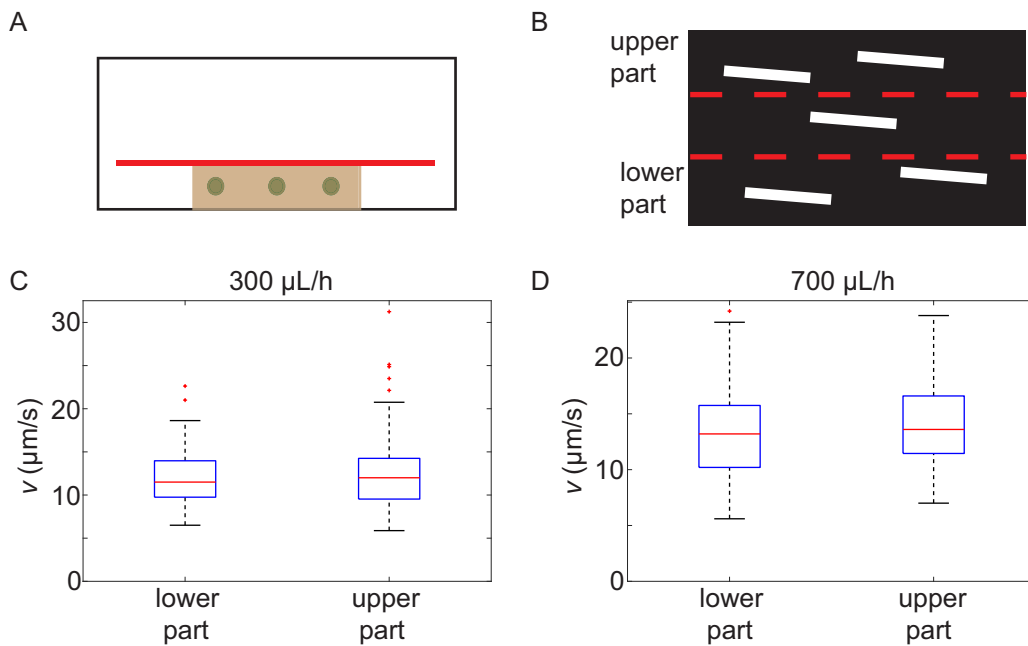 A
B
upper
part
lower
part
C
300 µL/h
v (µm/s)
30
20
10
0
lower
part
upper
part
D
700 µL/h
v (µm/s)
20
10
0
lower
part
upper
part